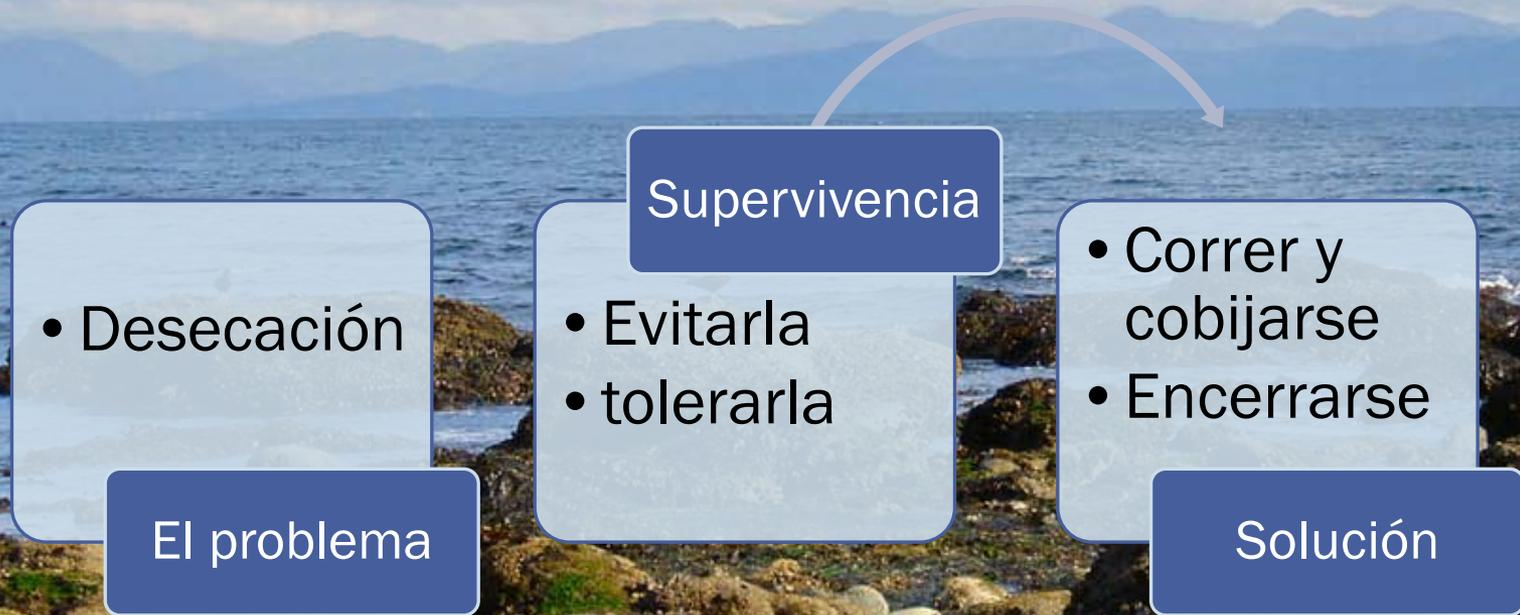 • Desecación
El problema
Supervivencia
• Evitarla
• tolerarla
• Correr y
cobijarse
• Encerrarse
Solución